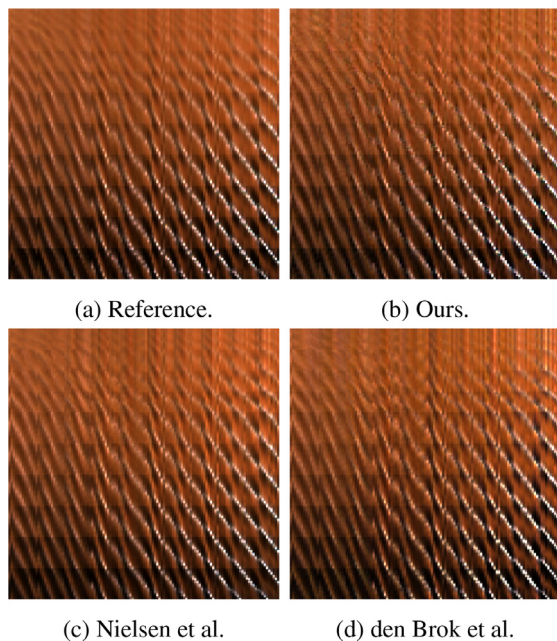 (a) Reference.
(b) Ours.
(c) Nielsen et al.
(d) den Brok et al.